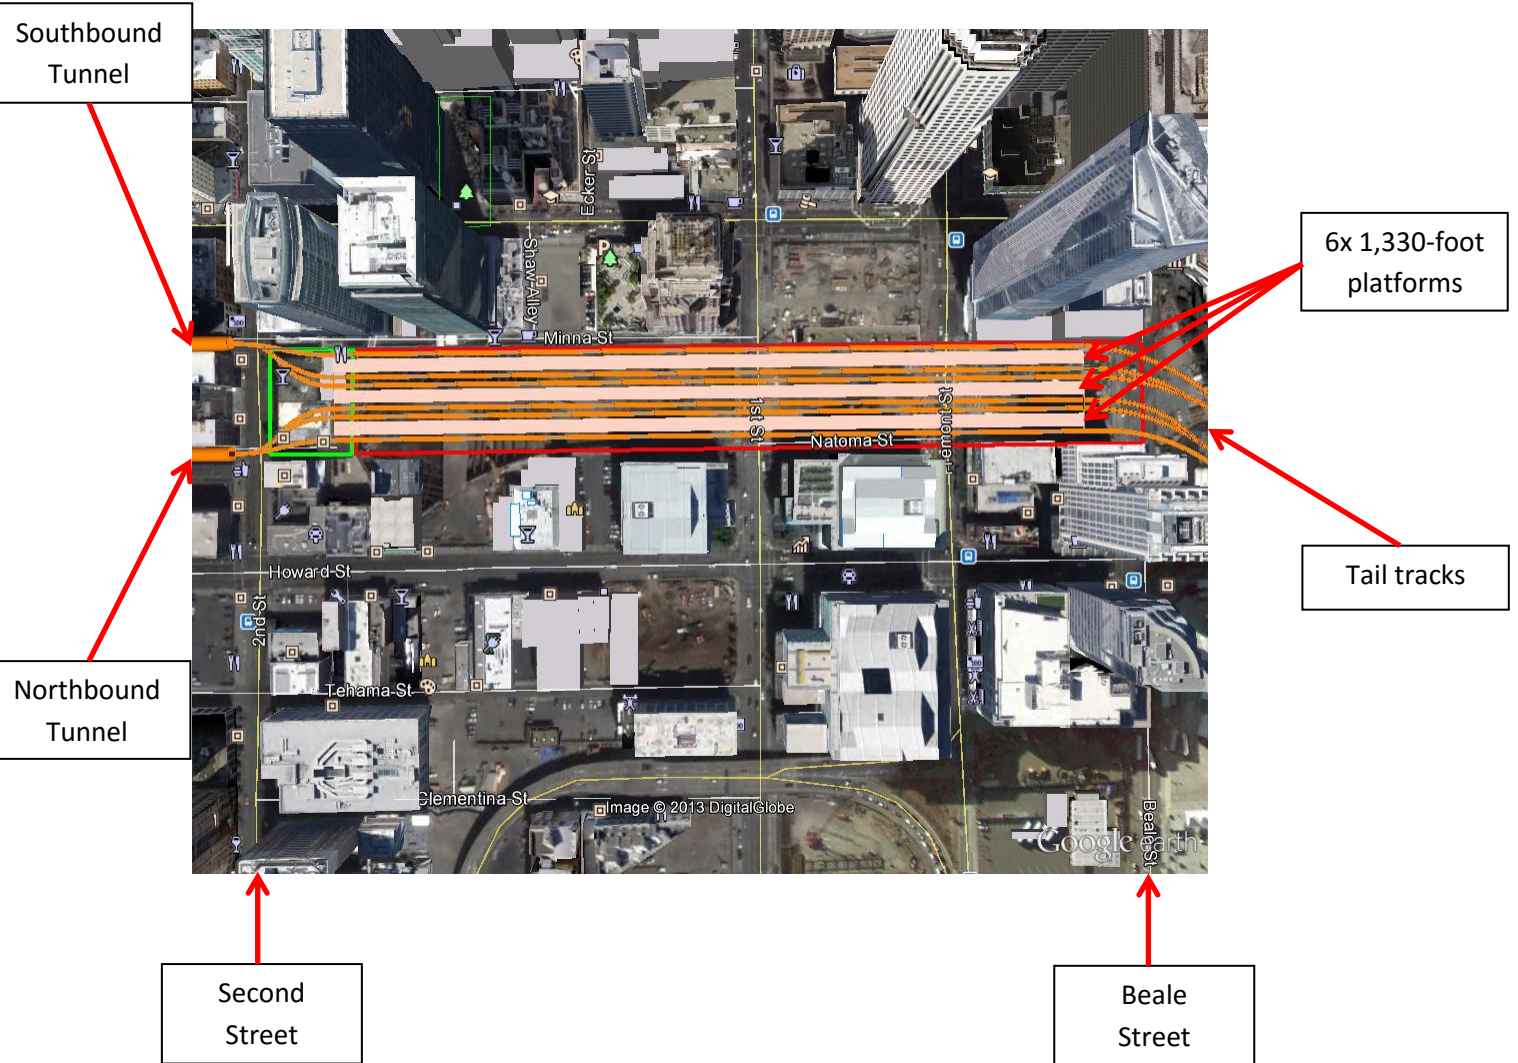 Southbound
Tunnel
6x 1,330-foot
platforms
Ecker St
Shaw Alley
Minna St
1st St
Fremont St
Natoma St
Tail tracks
Howard St
2nd St
Northbound
Tunnel
Tehama St
Clementina St
Image © 2013 DigitalGlobe
Google earth
Beale St
Second
Street
Beale
Street